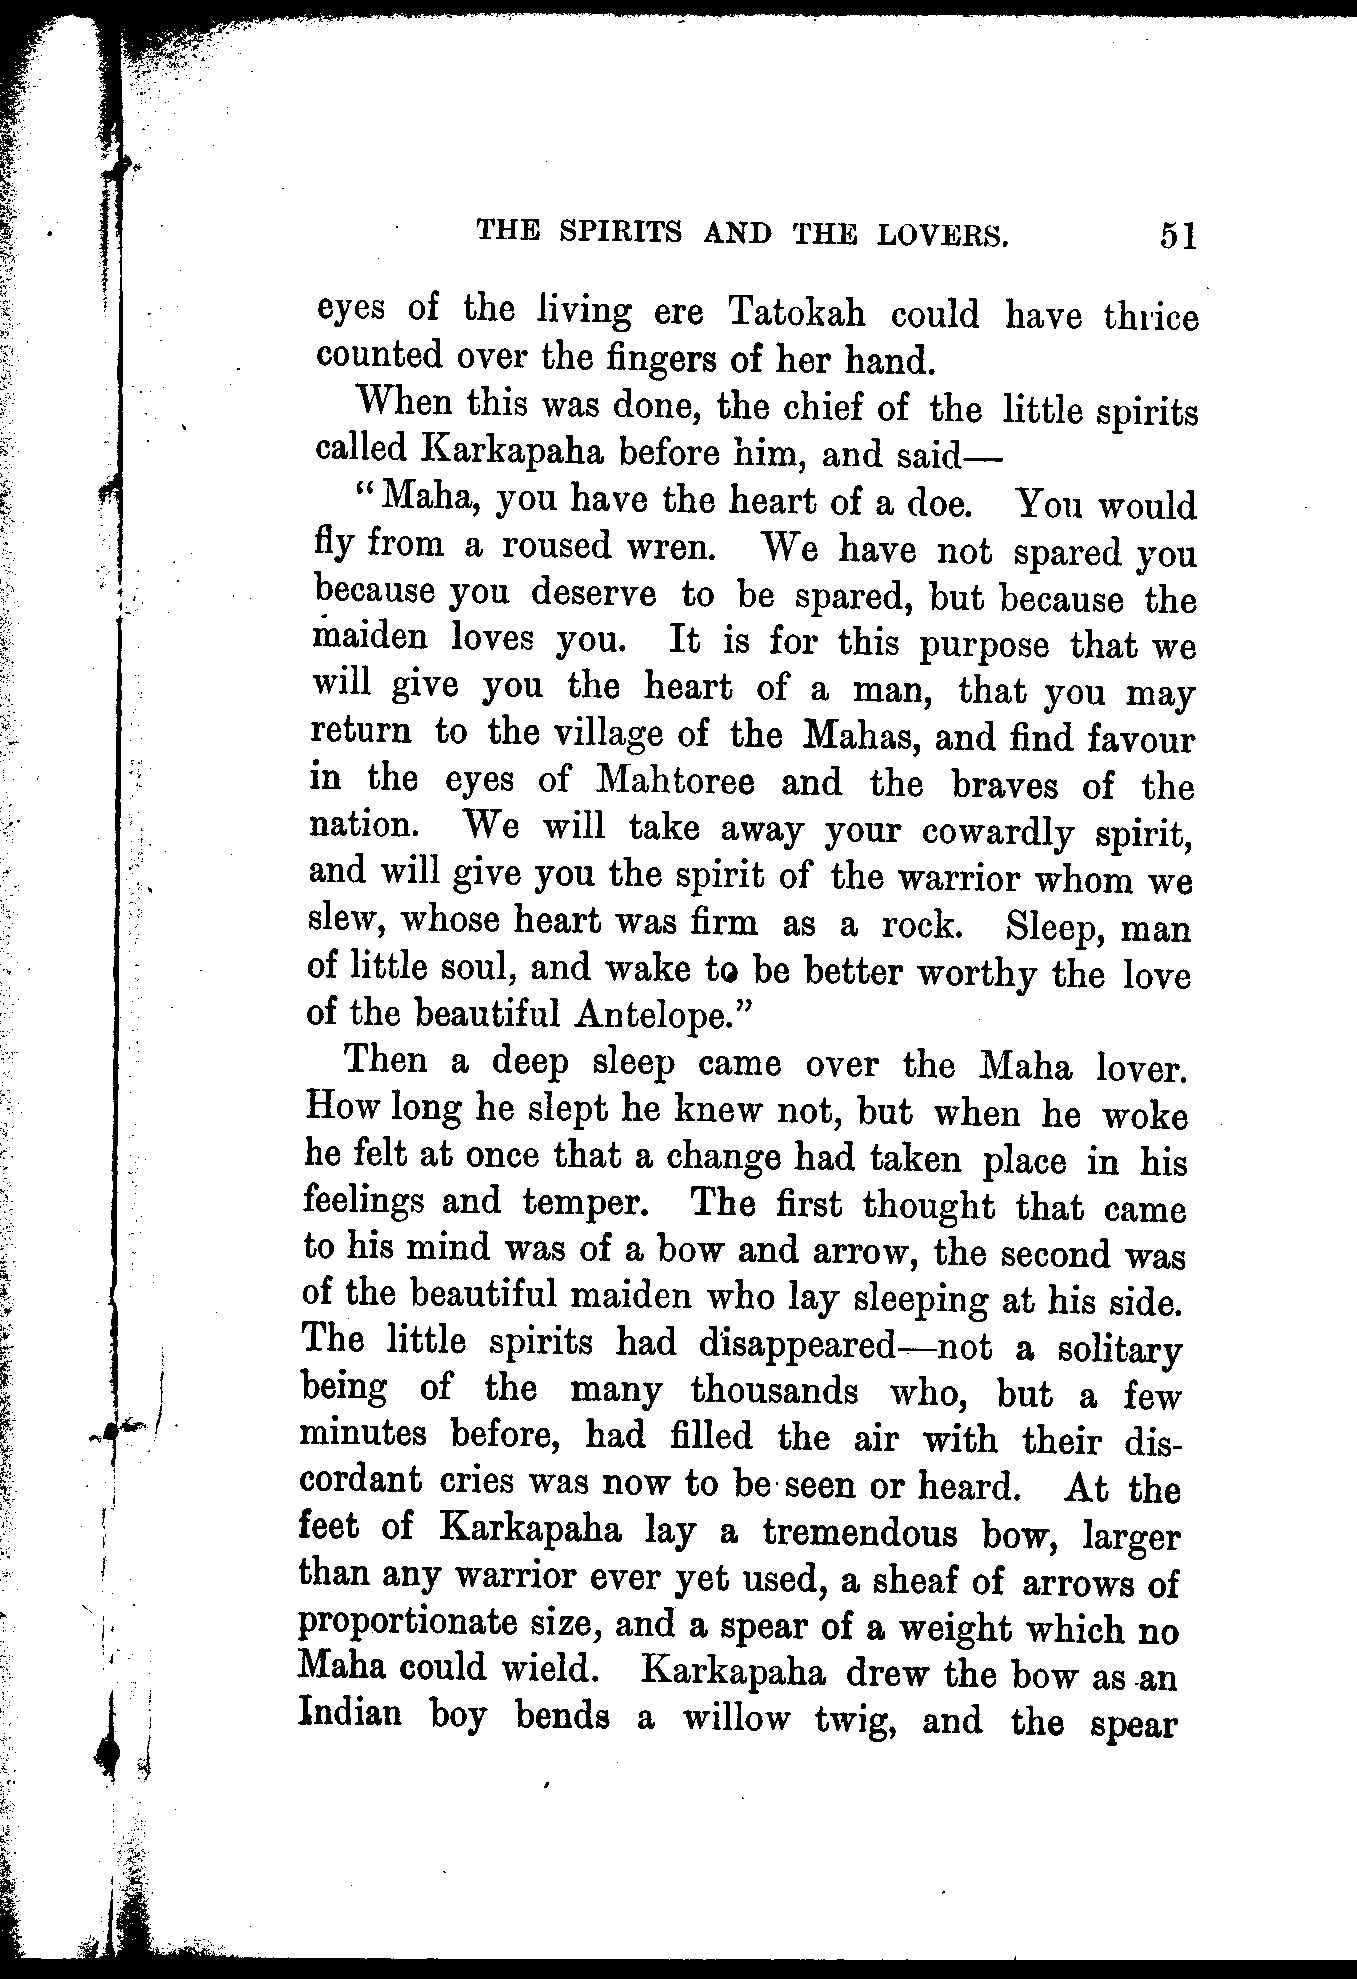 THE SPIRITS AND THE LOVERS. 51
eyes of the living ere Tatokah could have thrice
counted over the fingers of her hand.
When this was done, the chief of the little spirits
called Karkapaha before him, and said—
“Maha, you have the heart of a doe. You would
fly from a roused wren. We have not spared you
because you deserve to be spared, but because the
maiden loves you. It is for this purpose that we
will give you the heart of a man, that you may
return to the village of the Mahas, and find favour
in the eyes of Mahtoree and the braves of the
nation. We will take away your cowardly spirit,
and will give you the spirit of the warrior whom we
slew, whose heart was firm as a rock. Sleep, man
of little soul, and wake to be better worthy the love
of the beautiful Antelope.”
Then a deep sleep came over the Maha lover.
How long he slept he knew not, but when he woke
he felt at once that a change had taken place in his
feelings and temper. The first thought that came
to his mind was of a bow and arrow, the second was
of the beautiful maiden who lay sleeping at his side.
The little spirits had disappeared—not a solitary
being of the many thousands who, but a few
minutes before, had filled the air with their dis-
cordant cries was now to be seen or heard. At the
feet of Karkapaha lay a tremendous bow, larger
than any warrior ever yet used, a sheaf of arrows of
proportionate size, and a spear of a weight which no
Maha could wield. Karkapaha drew the bow as an
Indian boy bends a willow twig, and the spear